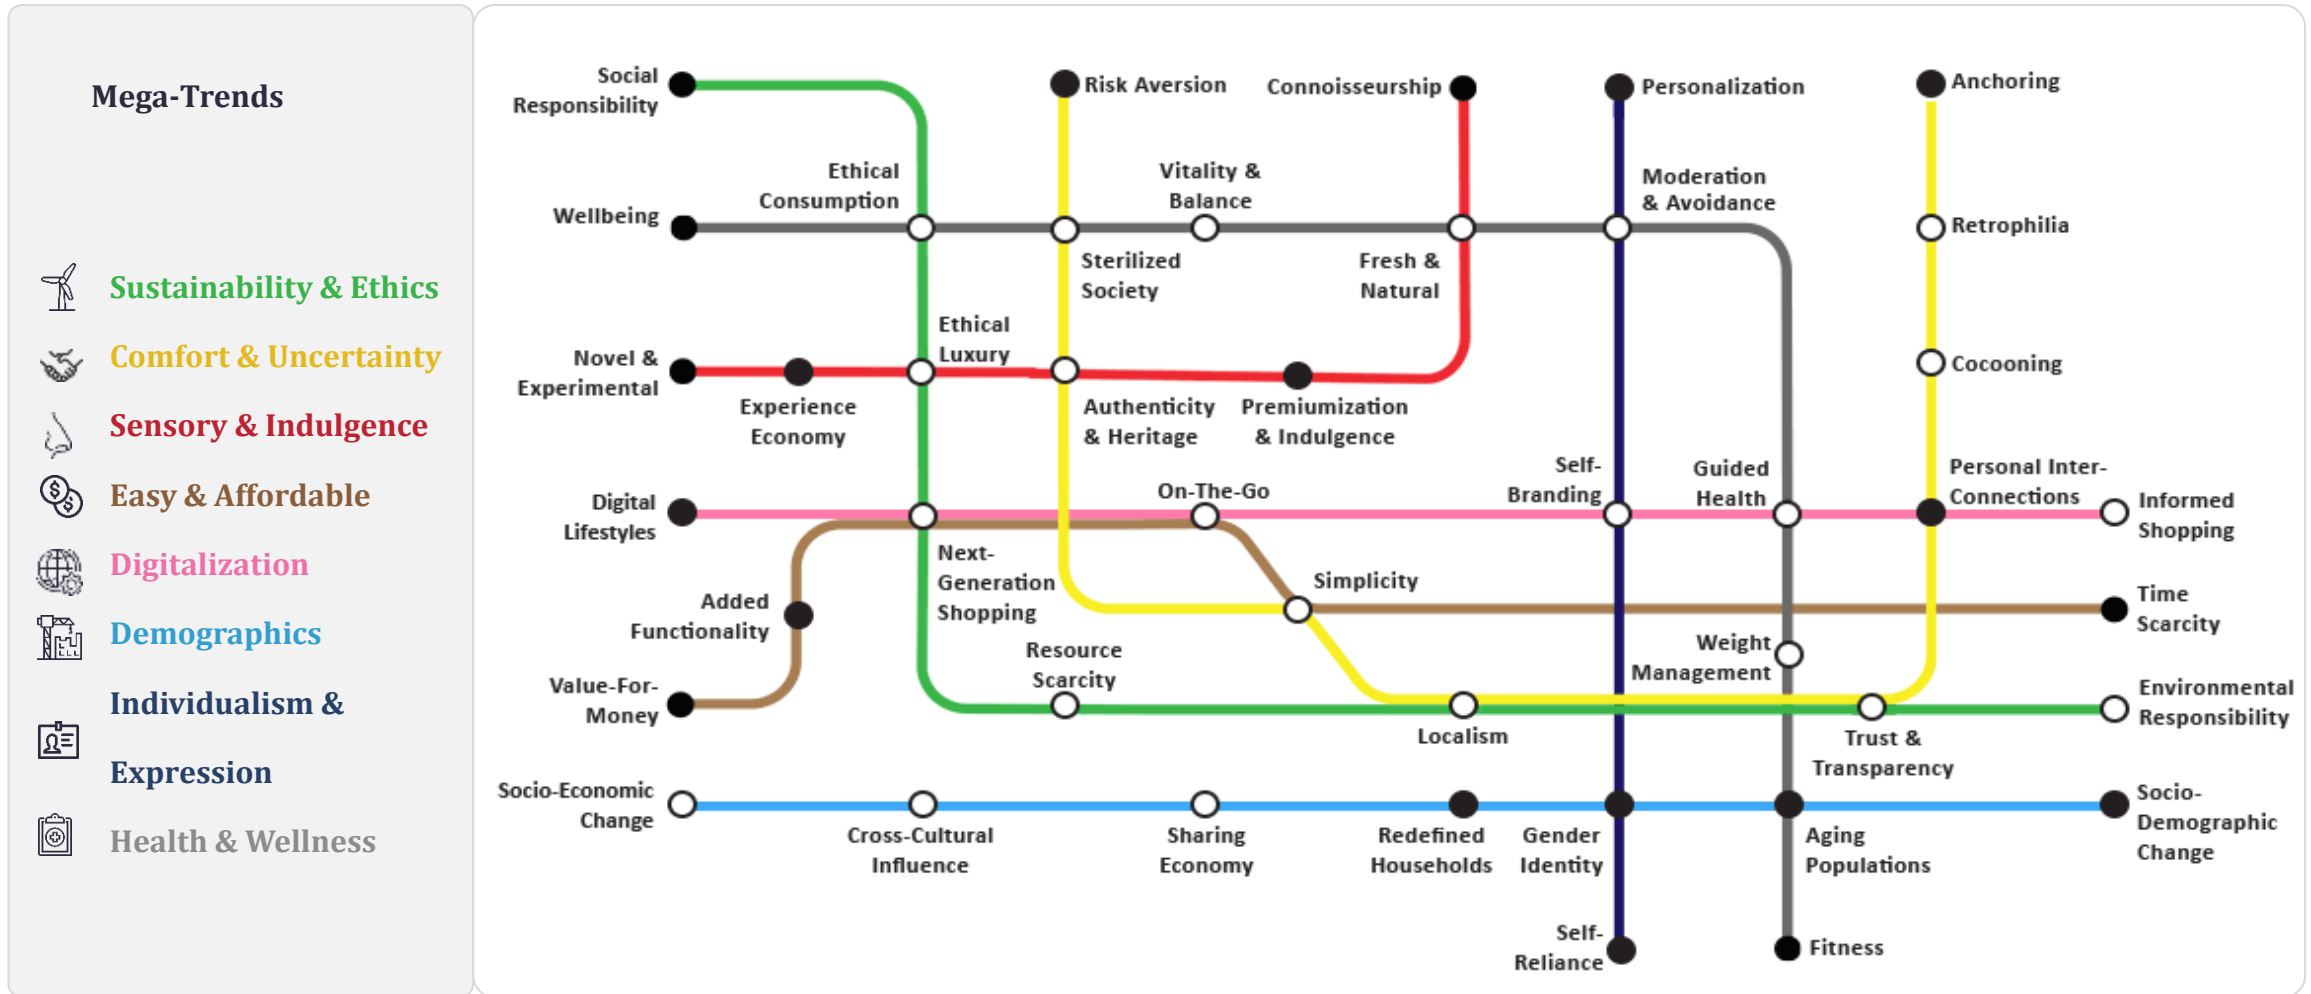 Mega-Trends
Sustainability & Ethics
Comfort & Uncertainty
Sensory & Indulgence
Easy & Affordable
Digitalization
Demographics
Individualism &
Expression
Health & Wellness
Social
Responsibility
Risk Aversion
Connoisseurship
Personalization
Anchoring
Wellbeing
Ethical
Consumption
Vitality &
Balance
Moderation
& Avoidance
Retrophilia
Sterilized
Society
Fresh &
Natural
Novel &
Experimental
Ethical
Luxury
Cocooning
Experience
Economy
Authenticity
& Heritage
Premiumization
& Indulgence
Digital
Lifestyles
On-The-Go
Self-
Branding
Guided
Health
Personal Inter-
Connections
Informed
Shopping
Next-
Generation
Shopping
Added
Functionality
Simplicity
Time
Scarcity
Value-For-
Money
Resource
Scarcity
Weight
Management
Environmental
Responsibility
Localism
Trust &
Transparency
Socio-Economic
Change
Cross-Cultural
Influence
Sharing
Economy
Redefined
Households
Gender
Identity
Aging
Populations
Socio-
Demographic
Change
Self-
Reliance
Fitness